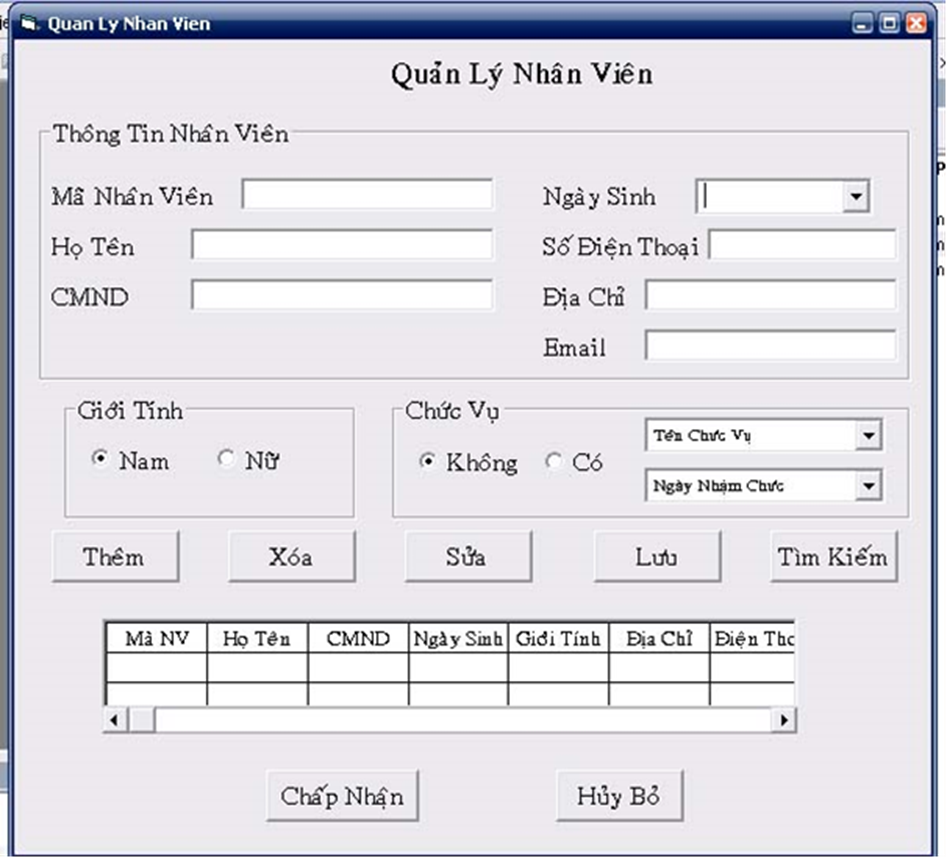 Quan Ly Nhan Vien
Quản Lý Nhân Viên
Thông Tin Nhân Viên
Mã Nhân Viên
Ngày Sinh
Họ Tên
Số Điện Thoại
CMND
Địa Chỉ
Email
Giới Tính
Chức Vụ
Nam Nữ
Không Có
Tên Chức Vụ
Ngày Nhậm Chức
Thêm Xóa Sửa Lưu Tìm Kiếm
Mã NV Họ Tên CMND Ngày Sinh Giới Tính Địa Chỉ Điện Tho
Chấp Nhận Hủy Bỏ